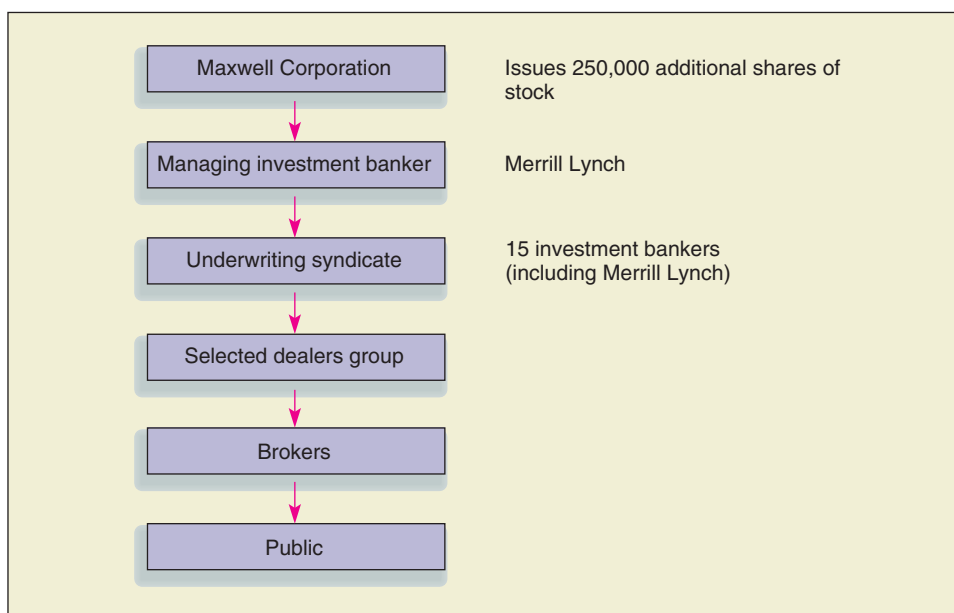 Maxwell Corporation
Issues 250,000 additional shares of
stock
Managing investment banker
Merrill Lynch
Underwriting syndicate
15 investment bankers
(including Merrill Lynch)
Selected dealers group
Brokers
Public